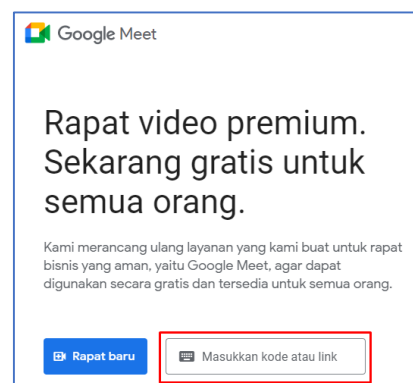 Google Meet
Rapat video premium.
Sekarang gratis untuk
semua orang.
Kami merancang ulang layanan yang kami buat untuk rapat
bisnis yang aman, yaitu Google Meet, agar dapat
digunakan secara gratis dan tersedia untuk semua orang.
Rapat baru
Masukkan kode atau link